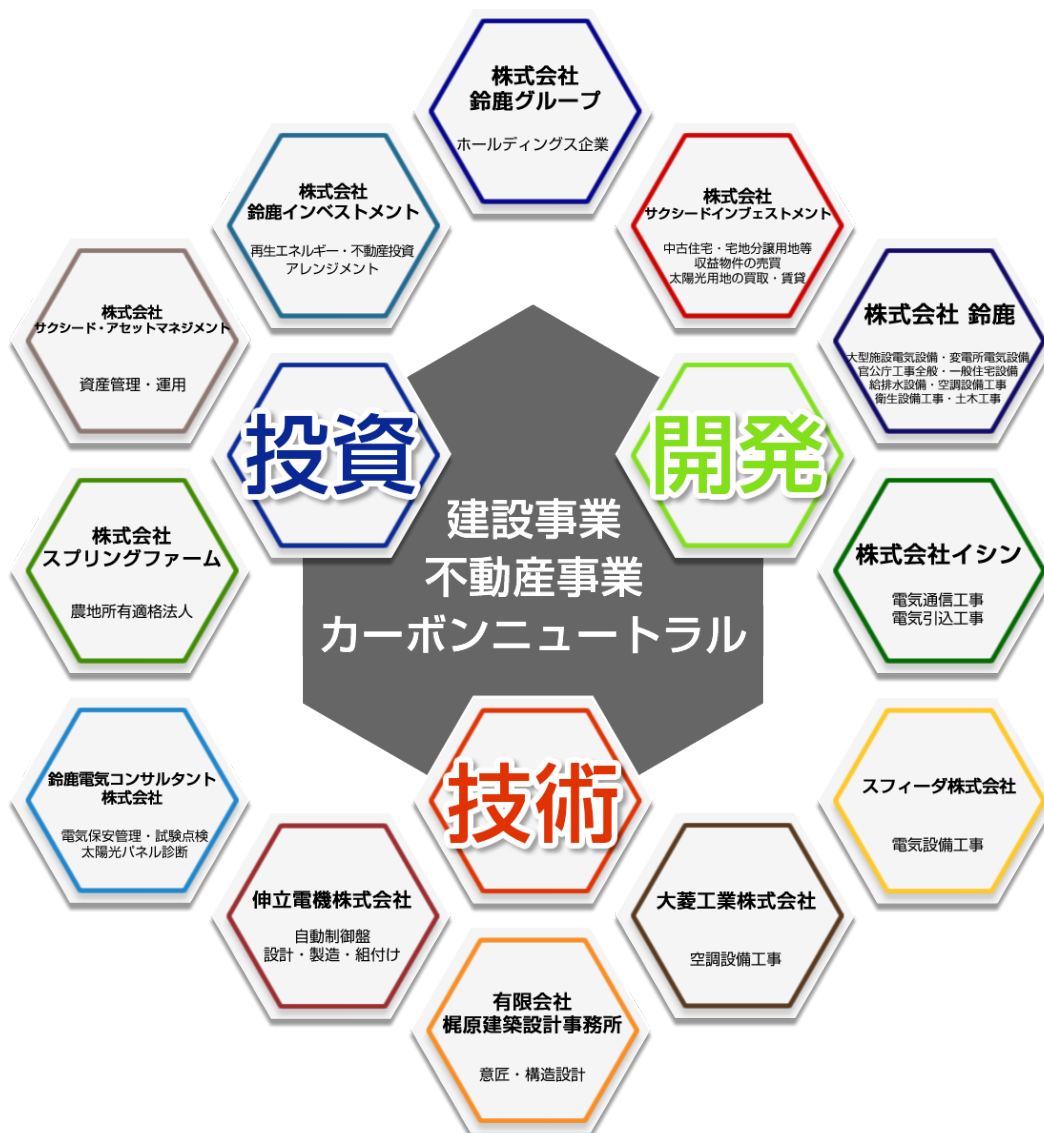 株式会社
鈴鹿グループ
ホールディングス企業
株式会社
鈴鹿インベストメント
再生エネルギー・不動産投資
アレンジメント
株式会社
サクシードインヴェストメント
中古住宅・宅地分譲用地等
収益物件の売買
太陽光用地の買取・賃貸
株式会社
サクシード・アセットマネジメント
資産管理・運用
株式会社 鈴鹿
大型施設電気設備・変電所電気設備
官公庁工事全般・一般住宅設備
給排水設備・空調設備工事
衛生設備工事・土木工事
投資
開発
建設事業
不動産事業
カーボンニュートラル
株式会社
スプリングファーム
農地所有適格法人
株式会社イシン
電気通信工事
電気引込工事
技術
鈴鹿電気コンサルタント
株式会社
電気保安管理・試験点検
太陽光パネル診断
スフィーダ株式会社
電気設備工事
伸立電機株式会社
自動制御盤
設計・製造・組付け
大菱工業株式会社
空調設備工事
有限会社
梶原建築設計事務所
意匠・構造設計